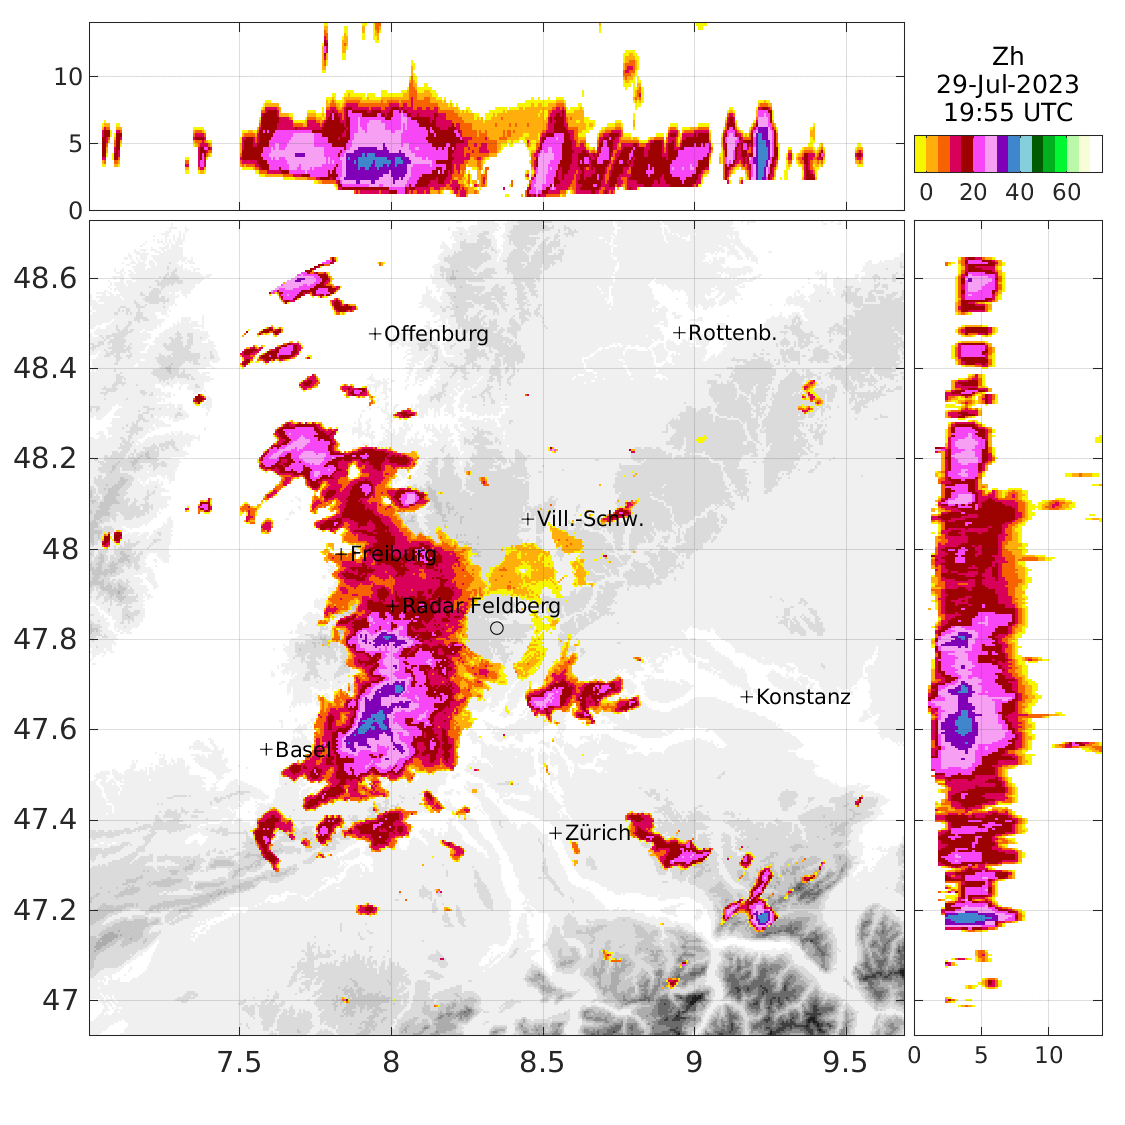 10
5
0
Zh
29-Jul-2023
19:55 UTC
0 20 40 60
48.6
48.4
48.2
48
47.8
47.6
47.4
47.2
47
+Offenburg
+Rottenb.
+Vill.-Schw.
+Freiburg
+Radar Feldberg
+Konstanz
+Basel
+Zürich
7.5 8 8.5 9 9.5
0 5 10